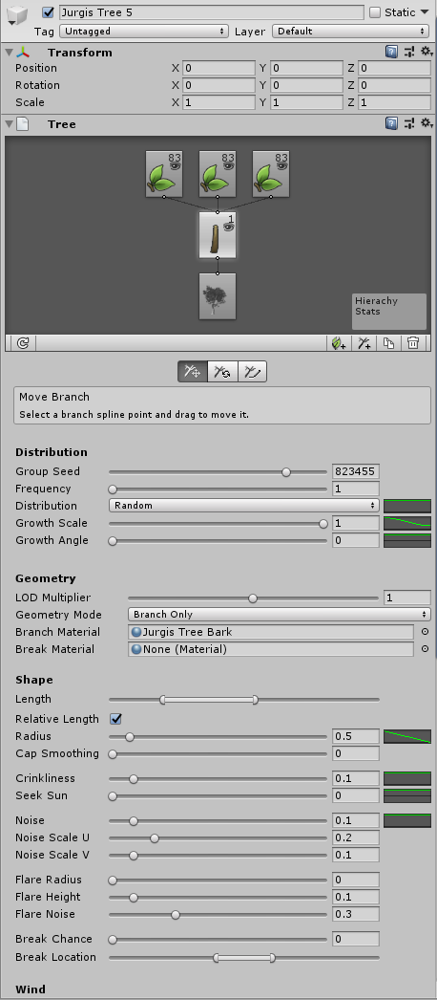 Jurgis Tree 5 Static
Tag Untagged Layer Default
Transform
Position X 0 Y 0 Z 0
Rotation X 0 Y 0 Z 0
Scale X 1 Y 1 Z 1
Tree
83 83 83
1
Hierachy
Stats
Move Branch
Select a branch spline point and drag to move it.
Distribution
Group Seed 823455
Frequency 1
Distribution Random
Growth Scale 1
Growth Angle 0
Geometry
LOD Multiplier 1
Geometry Mode Branch Only
Branch Material Jurgis Tree Bark
Break Material None (Material)
Shape
Length
Relative Length
Radius 0.5
Cap Smoothing 0
Crinkliness 0.1
Seek Sun 0
Noise 0.1
Noise Scale U 0.2
Noise Scale V 0.1
Flare Radius 0
Flare Height 0.1
Flare Noise 0.3
Break Chance 0
Break Location
Wind